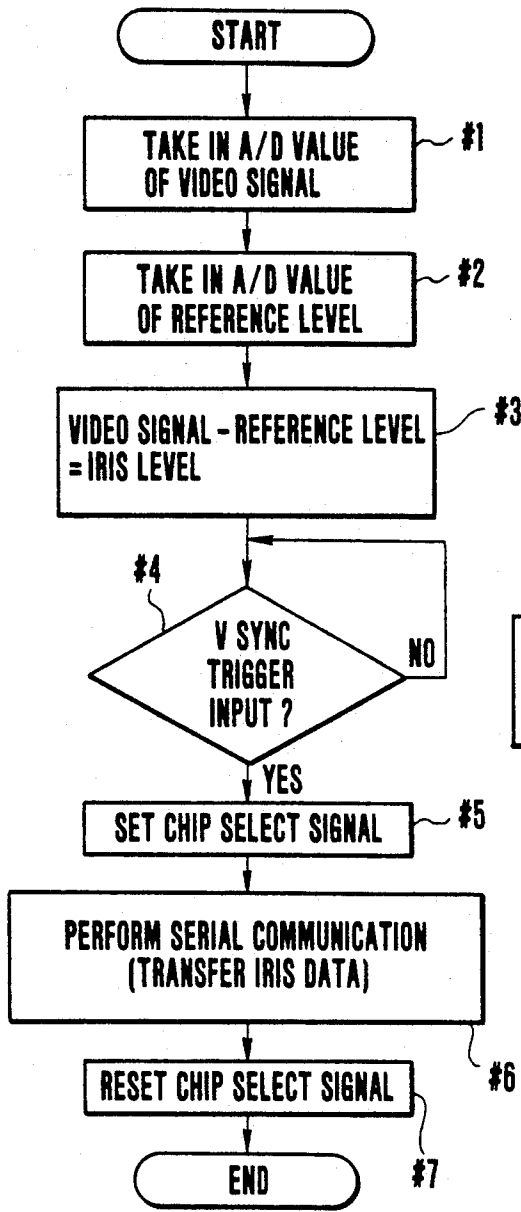 START
TAKE IN A/D VALUE
OF VIDEO SIGNAL
#1
TAKE IN A/D VALUE
OF REFERENCE LEVEL
#2
VIDEO SIGNAL - REFERENCE LEVEL
= IRIS LEVEL
#3
#4
V SYNC
TRIGGER
INPUT ?
NO
YES
SET CHIP SELECT SIGNAL
#5
PERFORM SERIAL COMMUNICATION
(TRANSFER IRIS DATA)
#6
RESET CHIP SELECT SIGNAL
#7
END